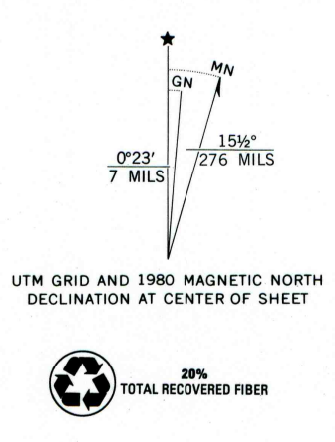 ★
MN
GN
15½°
276 MILS
0°23'
7 MILS
UTM GRID AND 1980 MAGNETIC NORTH
DECLINATION AT CENTER OF SHEET
20%
TOTAL RECOVERED FIBER